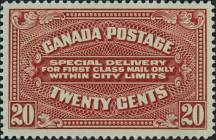 CANADA POSTAGE
SPECIAL DELIVERY
FOR FIRST CLASS MAIL ONLY
WITHIN CITY LIMITS
TWENTY CENTS
20 20